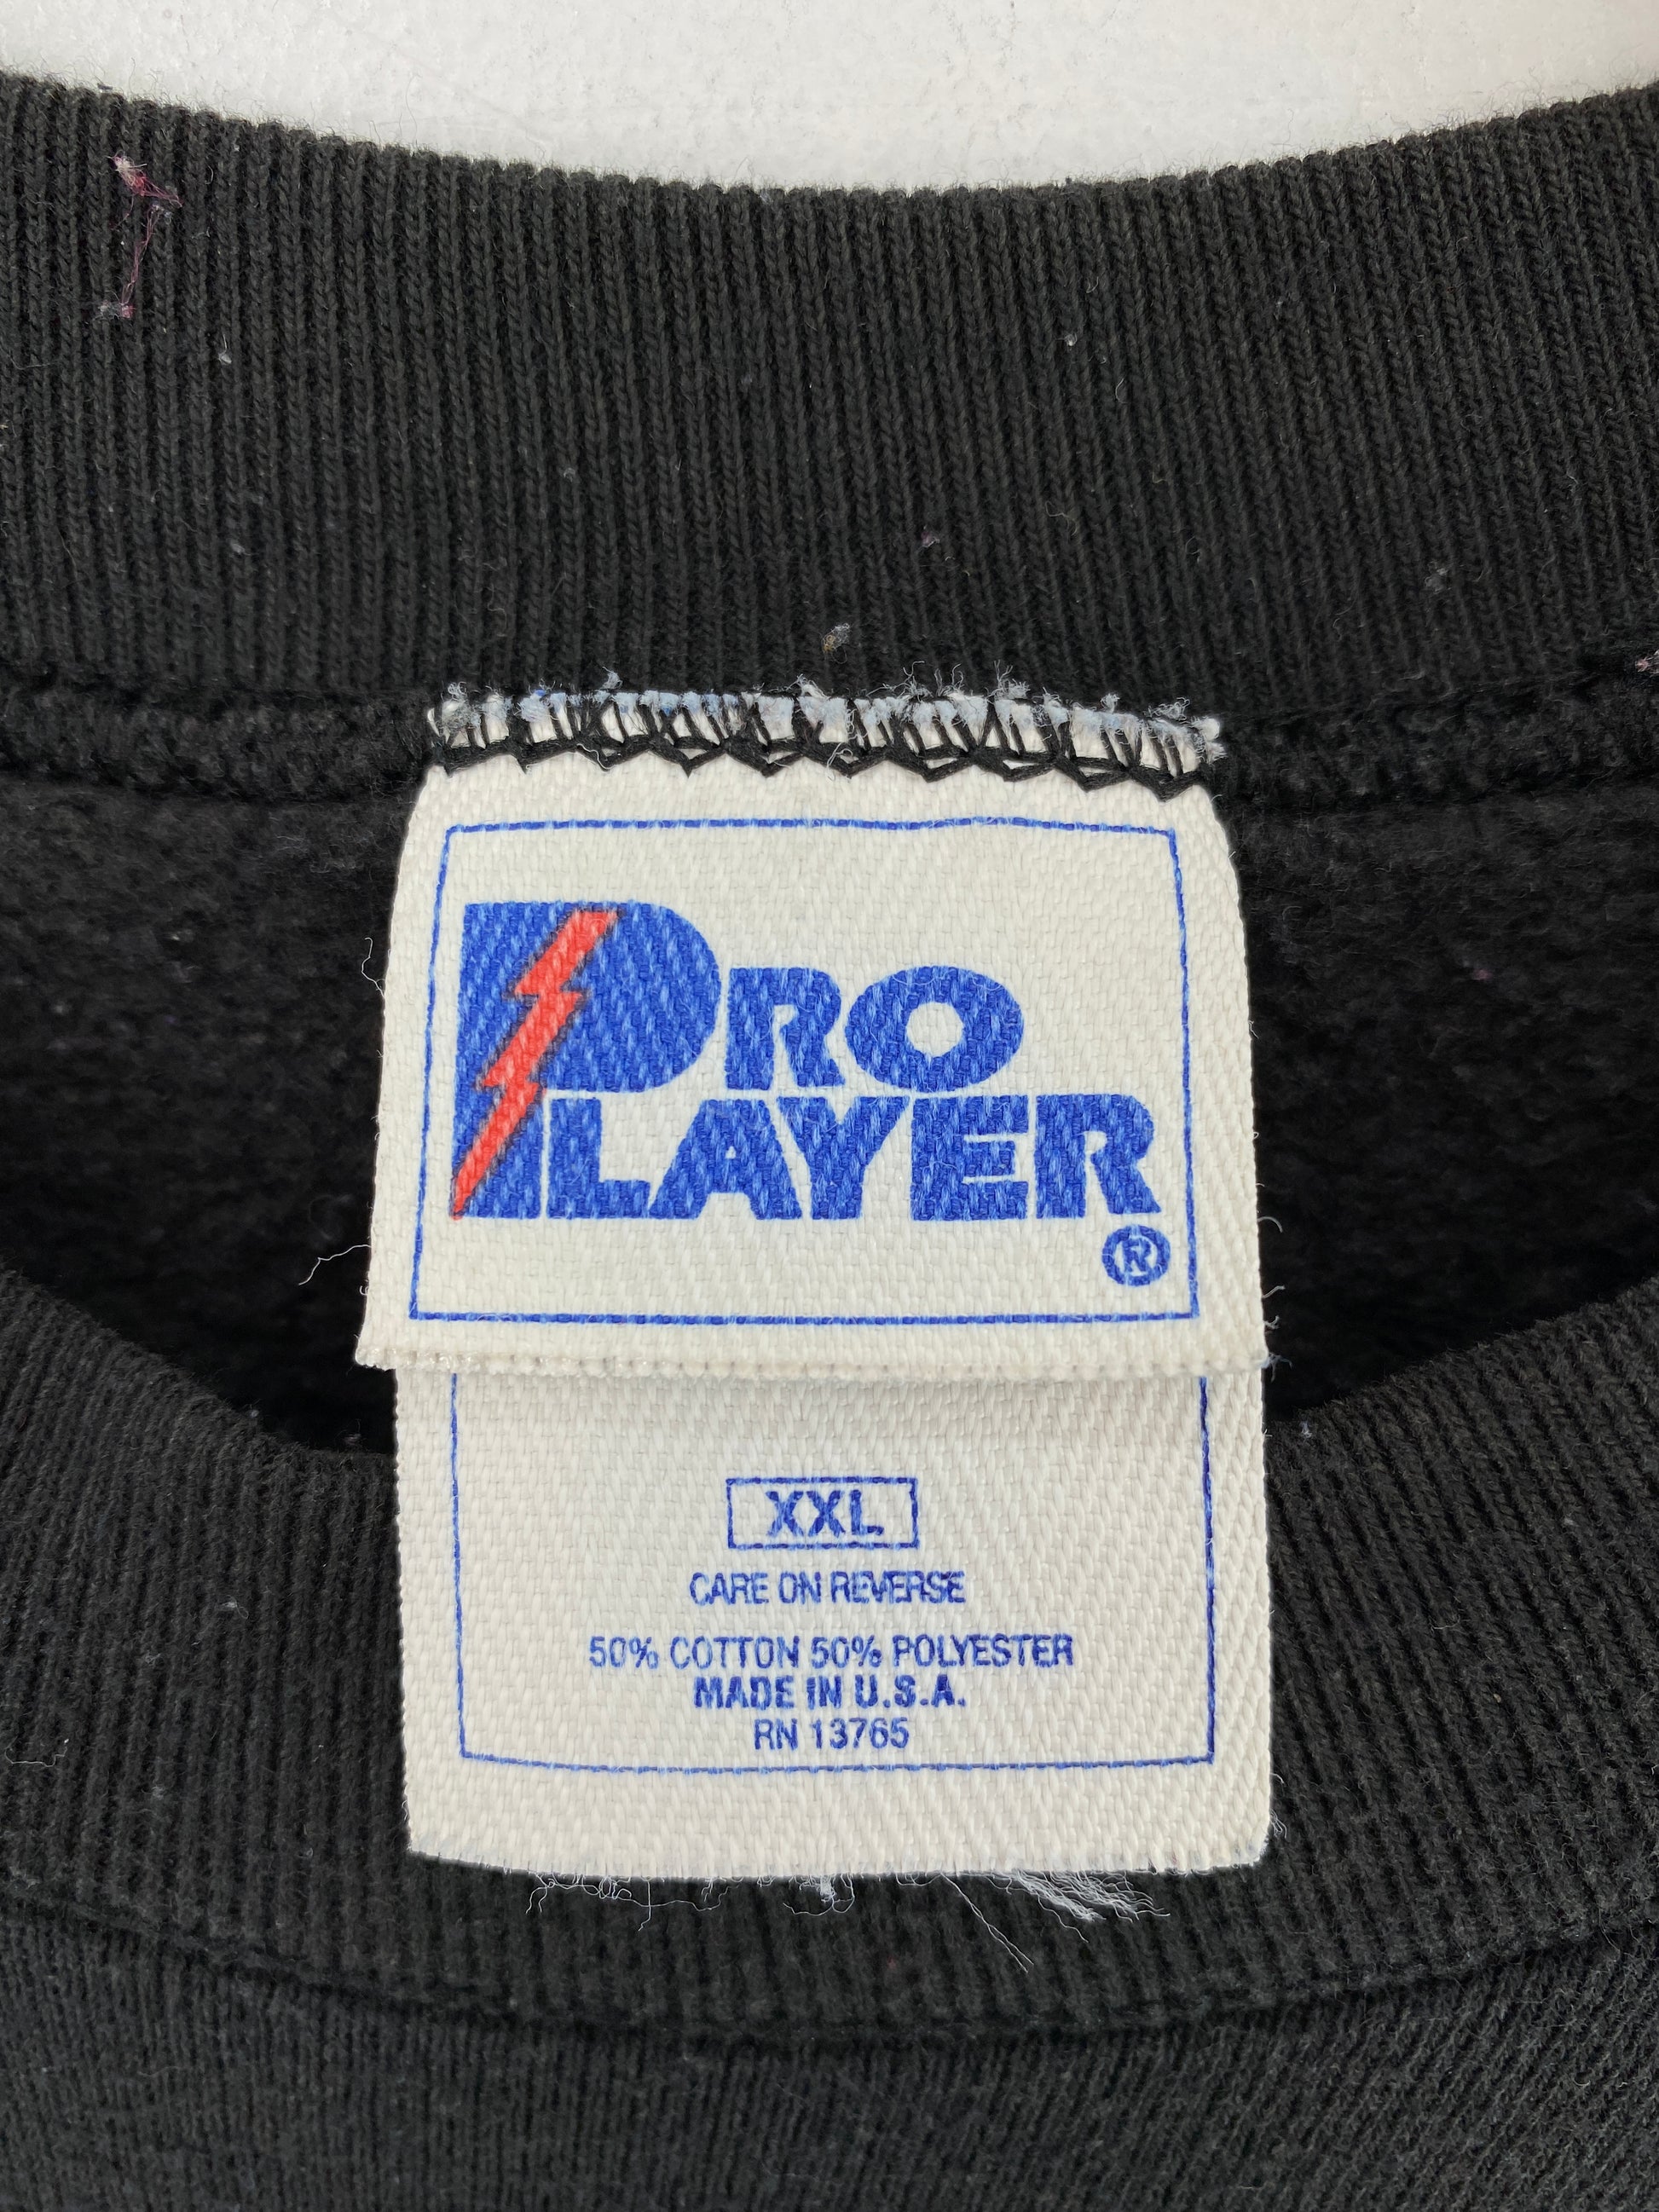 PRO
PLAYER
®
XXL
CARE ON REVERSE
50% COTTON 50% POLYESTER
MADE IN U.S.A.
RN 13765